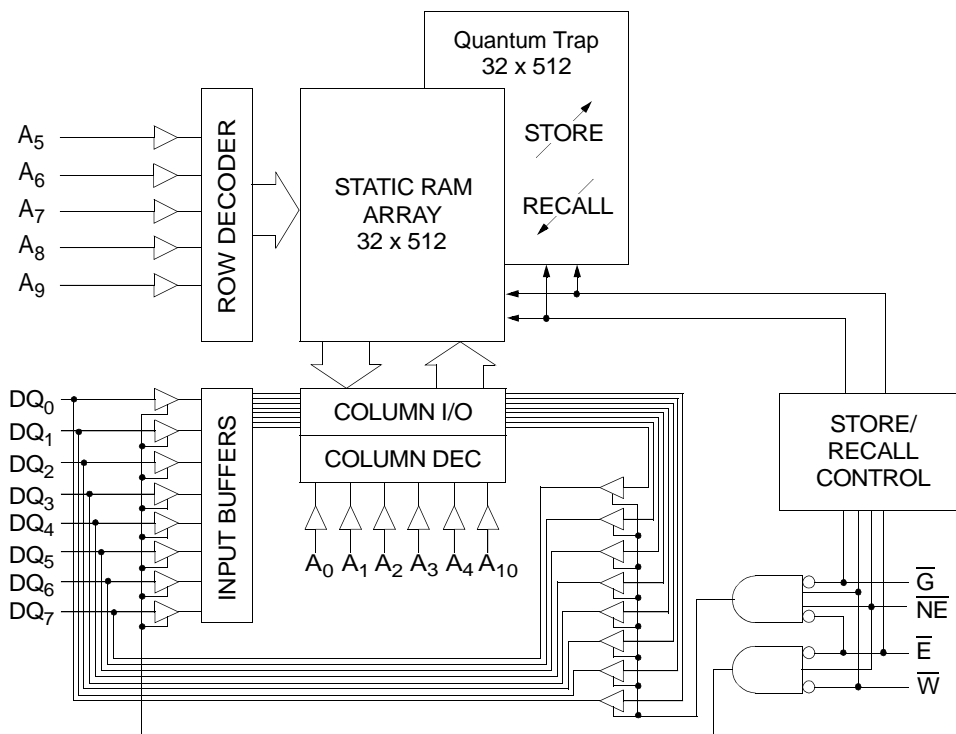 Quantum Trap
32 x 512
STORE
RECALL
A5
A6
A7
A8
A9
ROW DECODER
STATIC RAM
ARRAY
32 x 512
DQ0
DQ1
DQ2
DQ3
DQ4
DQ5
DQ6
DQ7
INPUT BUFFERS
COLUMN I/O
COLUMN DEC
A0 A1 A2 A3 A4 A10
STORE/
RECALL
CONTROL
G̅
N̅E̅
E̅
W̅